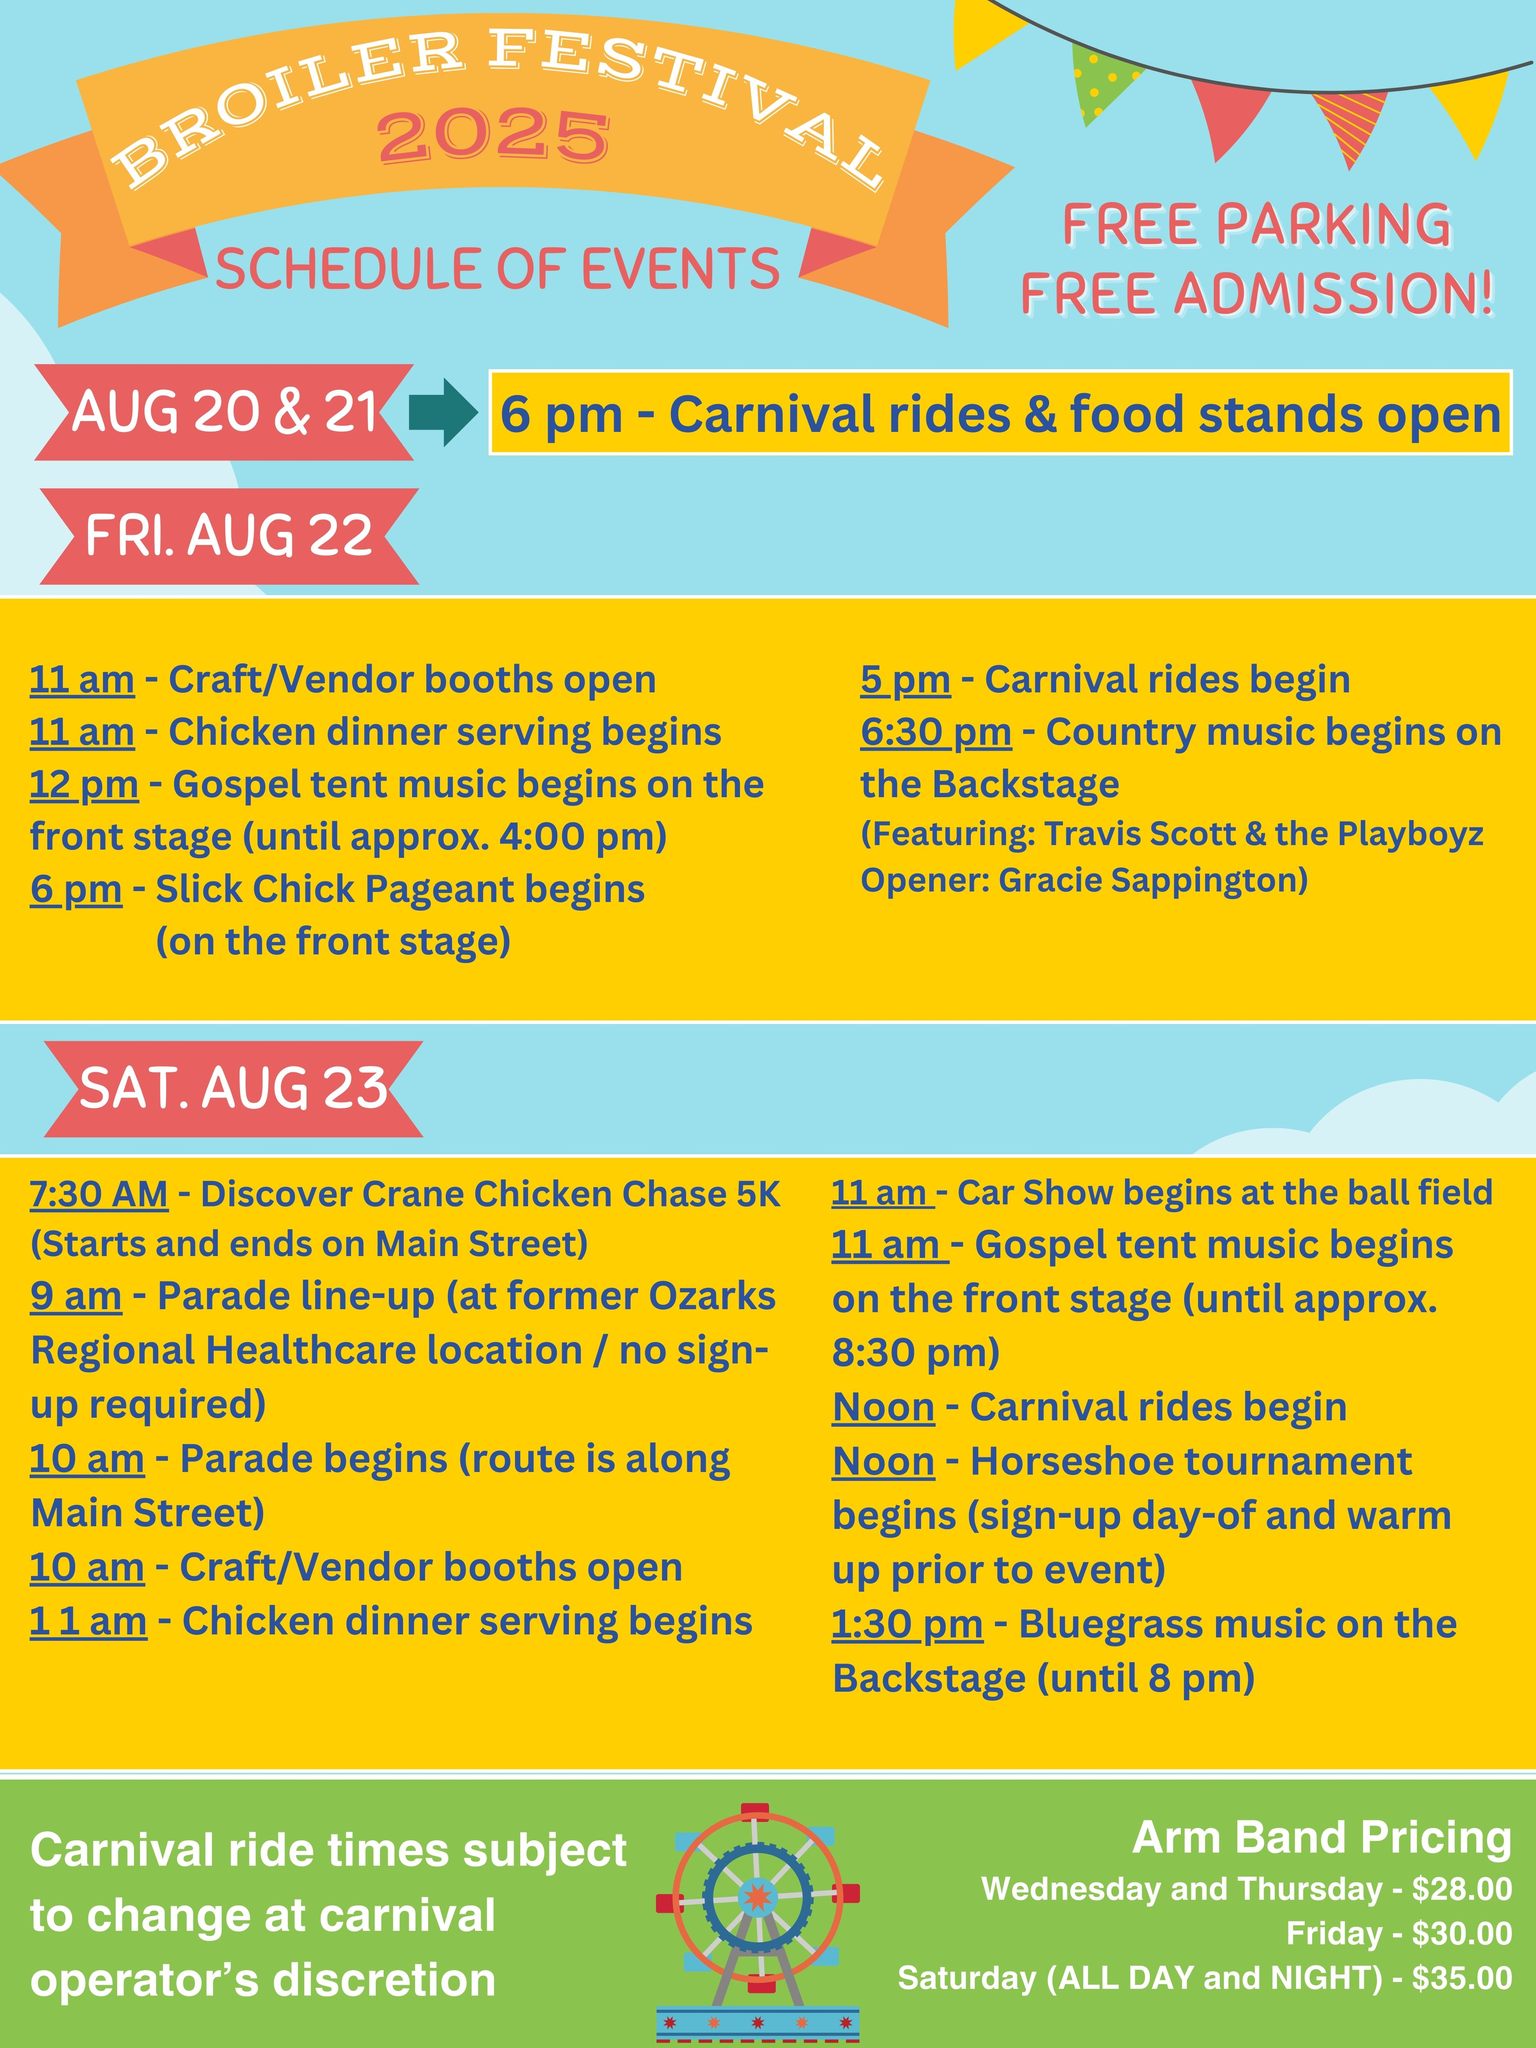 BROILER FESTIVAL
2025
SCHEDULE OF EVENTS
FREE PARKING
FREE ADMISSION!
AUG 20 & 21
6 pm - Carnival rides & food stands open
FRI. AUG 22
11 am - Craft/Vendor booths open
11 am - Chicken dinner serving begins
12 pm - Gospel tent music begins on the
front stage (until approx. 4:00 pm)
6 pm - Slick Chick Pageant begins
(on the front stage)
5 pm - Carnival rides begin
6:30 pm - Country music begins on
the Backstage
(Featuring: Travis Scott & the Playboyz
Opener: Gracie Sappington)
SAT. AUG 23
7:30 AM - Discover Crane Chicken Chase 5K
(Starts and ends on Main Street)
9 am - Parade line-up (at former Ozarks
Regional Healthcare location / no sign-
up required)
10 am - Parade begins (route is along
Main Street)
10 am - Craft/Vendor booths open
11 am - Chicken dinner serving begins
11 am - Car Show begins at the ball field
11 am - Gospel tent music begins
on the front stage (until approx.
8:30 pm)
Noon - Carnival rides begin
Noon - Horseshoe tournament
begins (sign-up day-of and warm
up prior to event)
1:30 pm - Bluegrass music on the
Backstage (until 8 pm)
Carnival ride times subject
to change at carnival
operator’s discretion
Arm Band Pricing
Wednesday and Thursday - $28.00
Friday - $30.00
Saturday (ALL DAY and NIGHT) - $35.00